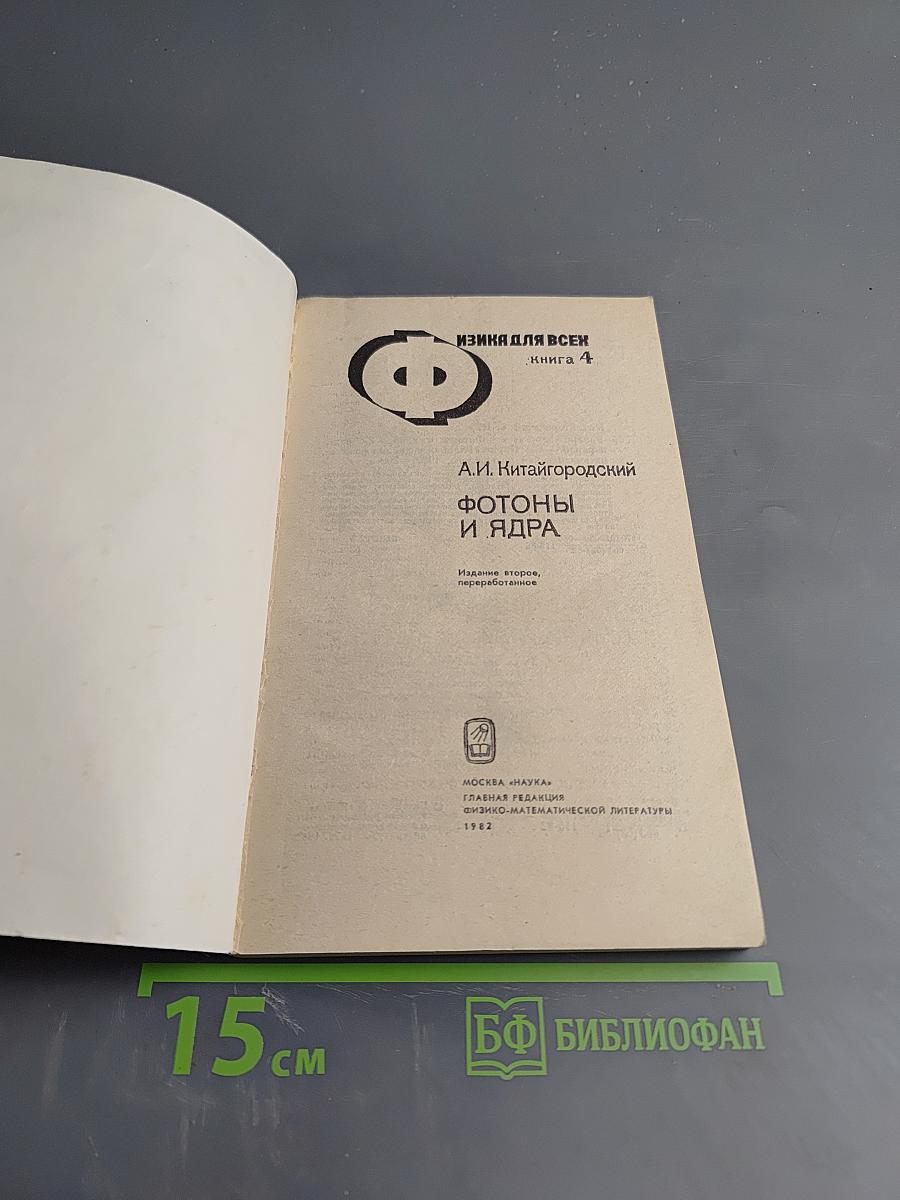 ФИЗИКА ДЛЯ ВСЕХ
книга 4
А.И. Китайгородский
ФОТОНЫ
И ЯДРА
Издание второе,
переработанное
МОСКВА «НАУКА»
ГЛАВНАЯ РЕДАКЦИЯ
ФИЗИКО-МАТЕМАТИЧЕСКОЙ ЛИТЕРАТУРЫ
1982
15 см
БФ БИБЛИОФАН